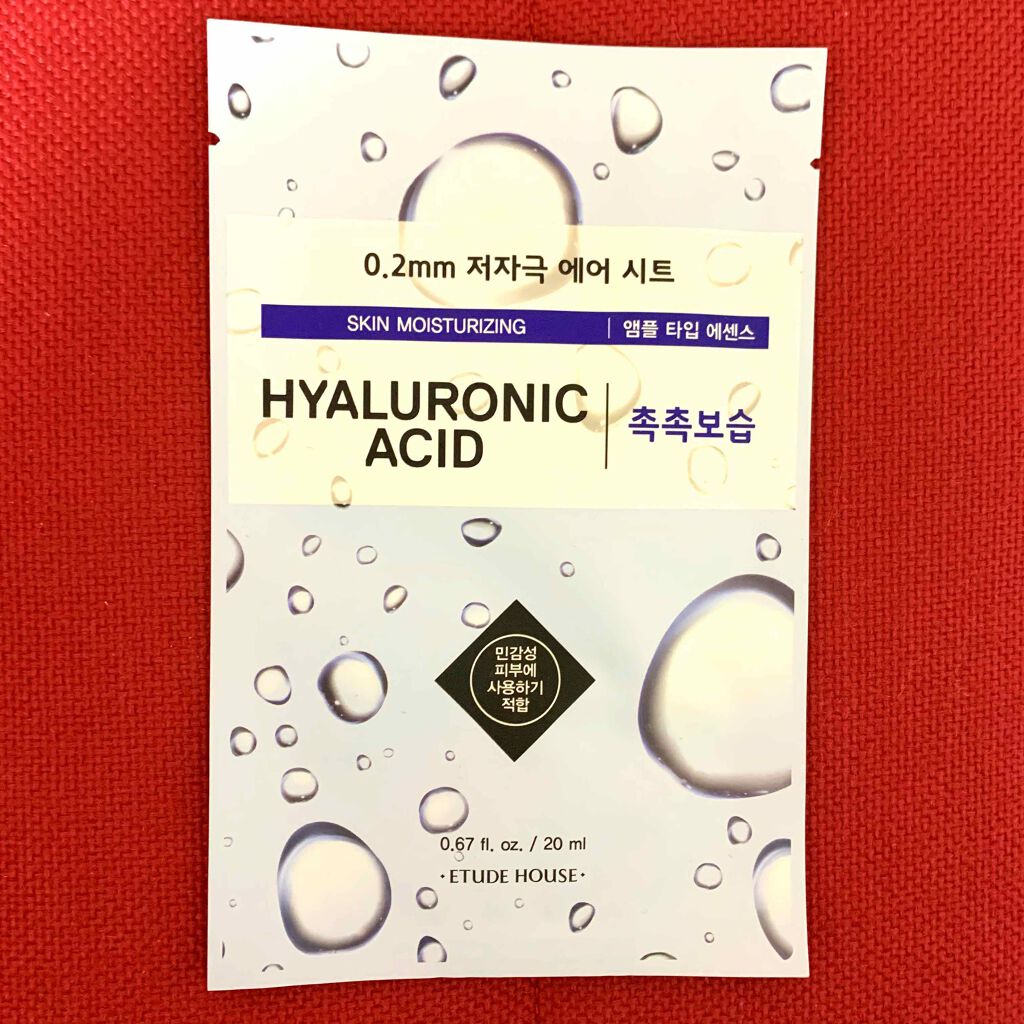 0.2mm 저자극 에어 시트
SKIN MOISTURIZING | 앰플 타입 에센스
HYALURONIC
ACID
촉촉보습
민감성
피부에
사용하기
적합
0.67 fl. oz. / 20 ml
·ETUDE HOUSE·